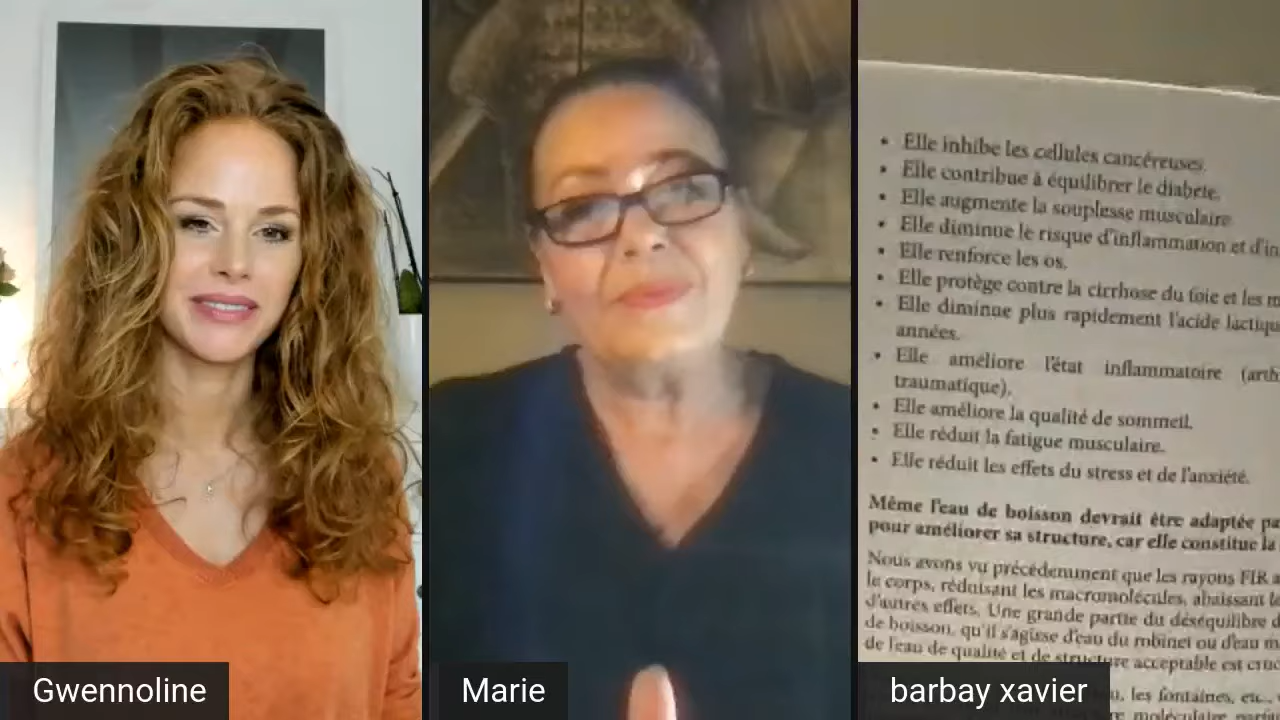 • Elle inhibe les cellules cancéreuses.
• Elle contribue à équilibrer le diabète.
• Elle augmente la souplesse musculaire
• Elle diminue le risque d'inflammation et d'in
• Elle renforce les os.
• Elle protège contre la cirrhose du foie et les m
• Elle diminue plus rapidement l'acide lactiqu
années.
• Elle améliore l'état inflammatoire (arth
traumatique),
• Elle améliore la qualité de sommeil.
• Elle réduit la fatigue musculaire.
• Elle réduit les effets du stress et de l'anxiété.
Même l'eau de boisson devrait être adaptée pa
pour améliorer sa structure, car elle constitue la
Nous avons vu précédemment que les rayons FIR a
le corps, réduisant les macromolécules, abaissant le
d'autres effets. Une grande partie du déséquilibre d
de boisson, qu'il s'agisse d'eau du robinet ou d'eau m
de l'eau de qualité et de structure acceptable est cruc
les fontaines, etc.,
moléculaire
Gwennoline
Marie
barbay xavier